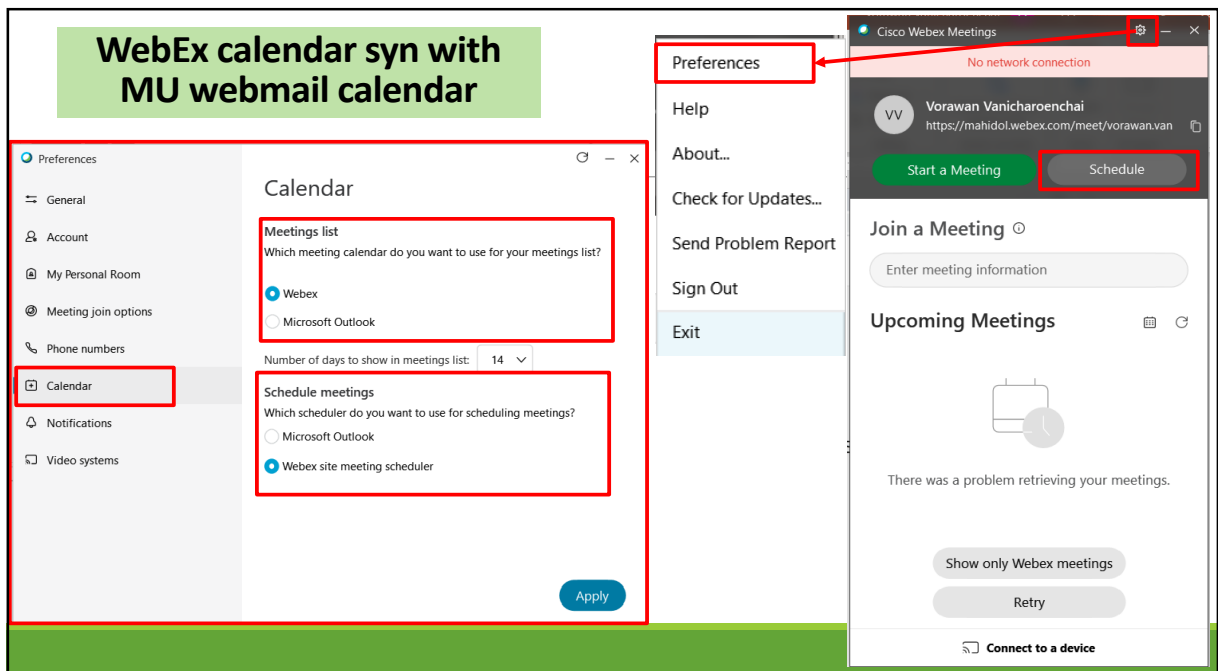 WebEx calendar syn with
MU webmail calendar
Preferences
General
Account
My Personal Room
Meeting join options
Phone numbers
Calendar
Notifications
Video systems
Calendar
Meetings list
Which meeting calendar do you want to use for your meetings list?
Webex
Microsoft Outlook
Number of days to show in meetings list: 14
Schedule meetings
Which scheduler do you want to use for scheduling meetings?
Microsoft Outlook
Webex site meeting scheduler
Apply
Preferences
Help
About...
Check for Updates...
Send Problem Report
Sign Out
Exit
Cisco Webex Meetings
No network connection
VV
Vorawan Vanicharoenchai
https://mahidol.webex.com/meet/vorawan.van
Start a Meeting
Schedule
Join a Meeting
Enter meeting information
Upcoming Meetings
There was a problem retrieving your meetings.
Show only Webex meetings
Retry
Connect to a device